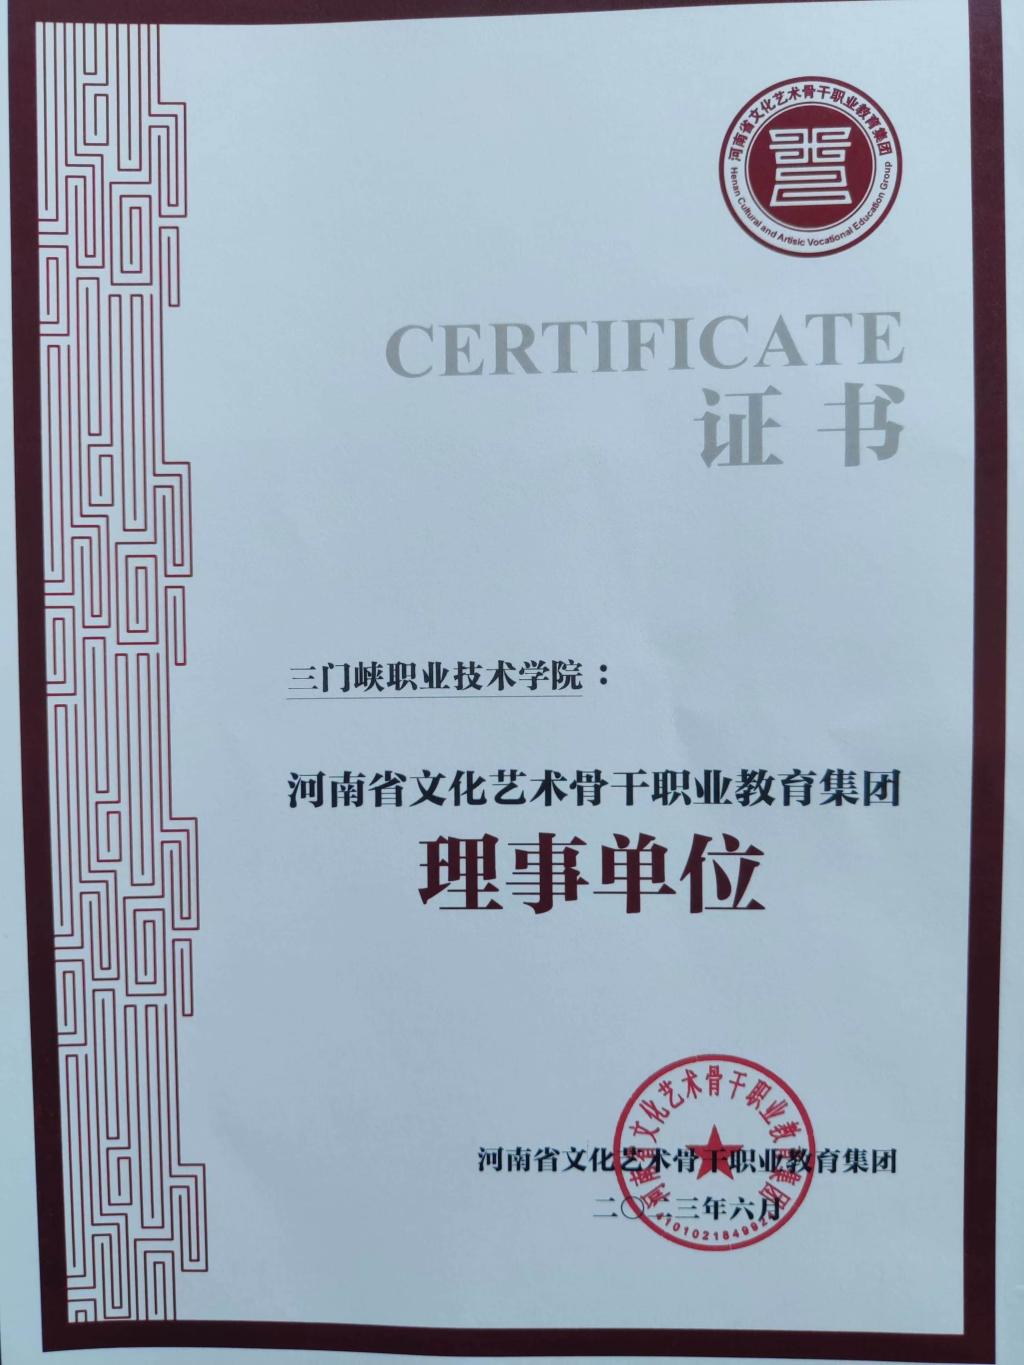 河南省文化艺术骨干职业教育集团
Henan Cultural and Artisic Vocational Education Group
CERTIFICATE
证书
三门峡职业技术学院：
河南省文化艺术骨干职业教育集团
理事单位
河南省文化艺术骨干职业教育集团
河南省文化艺术骨干职业教育集团
二〇二三年六月